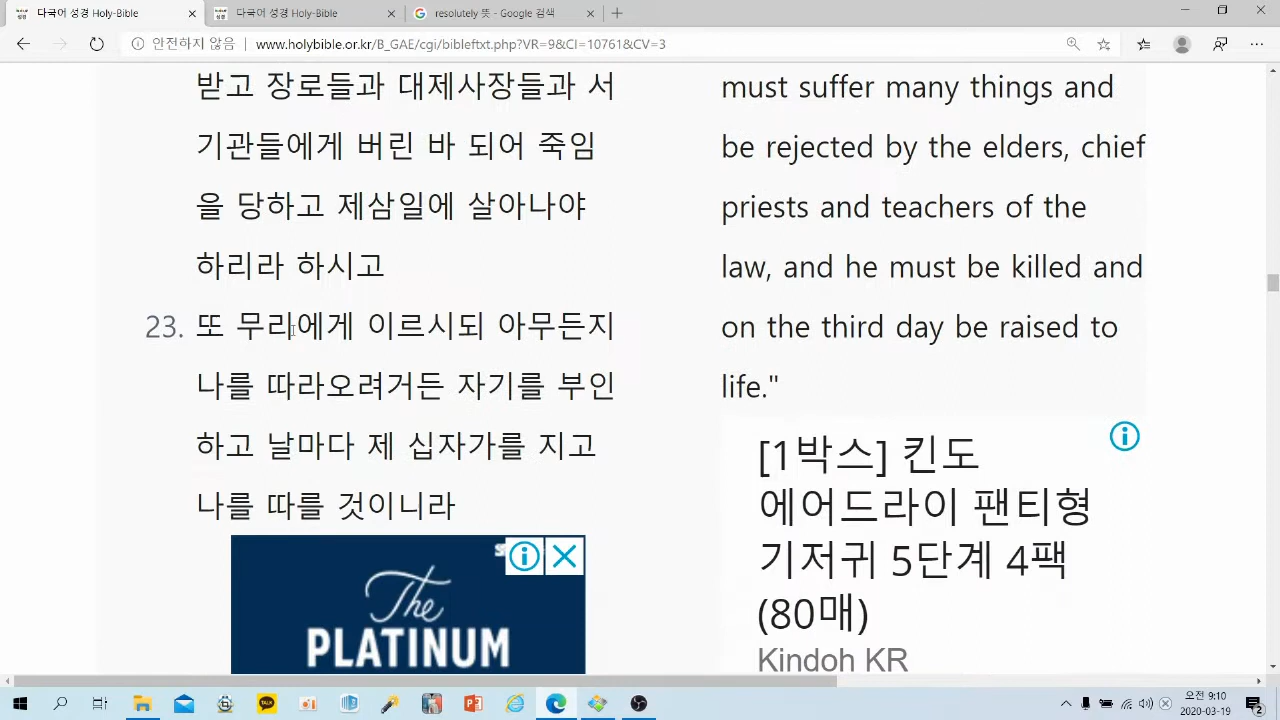 다국어 성경 Holy-Bible
다국어 성경 Holy-Bible
resolutely 뜻 - Google 검색
안전하지 않음
www.holybible.or.kr/B_GAE/cgi/bibleftxt.php?VR=9&CI=10761&CV=3
받고 장로들과 대제사장들과 서
기관들에게 버린 바 되어 죽임
을 당하고 제삼일에 살아나야
하리라 하시고
23. 또 무리에게 이르시되 아무든지
나를 따라오려거든 자기를 부인
하고 날마다 제 십자가를 지고
나를 따를 것이니라
The
PLATINUM
must suffer many things and
be rejected by the elders, chief
priests and teachers of the
law, and he must be killed and
on the third day be raised to
life."
[1박스] 킨도
에어드라이 팬티형
기저귀 5단계 4팩
(80매)
Kindoh KR
오전 9:10
2020-03-19